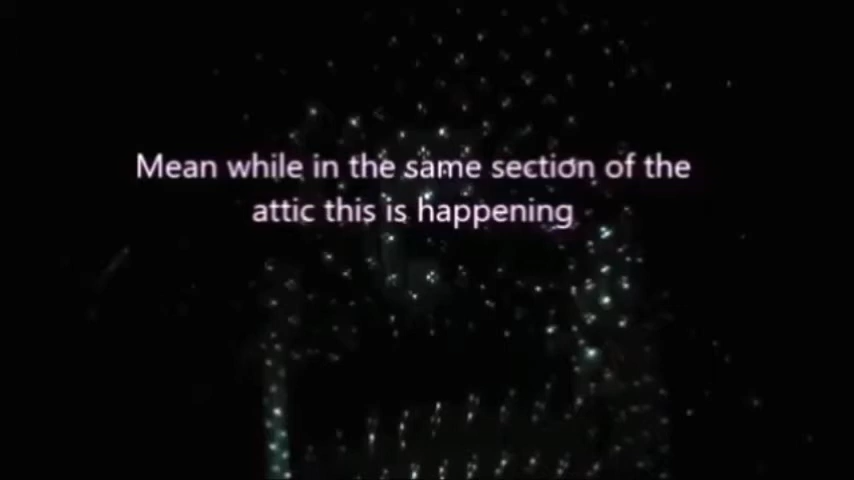 Mean while in the same section of the
attic this is happening